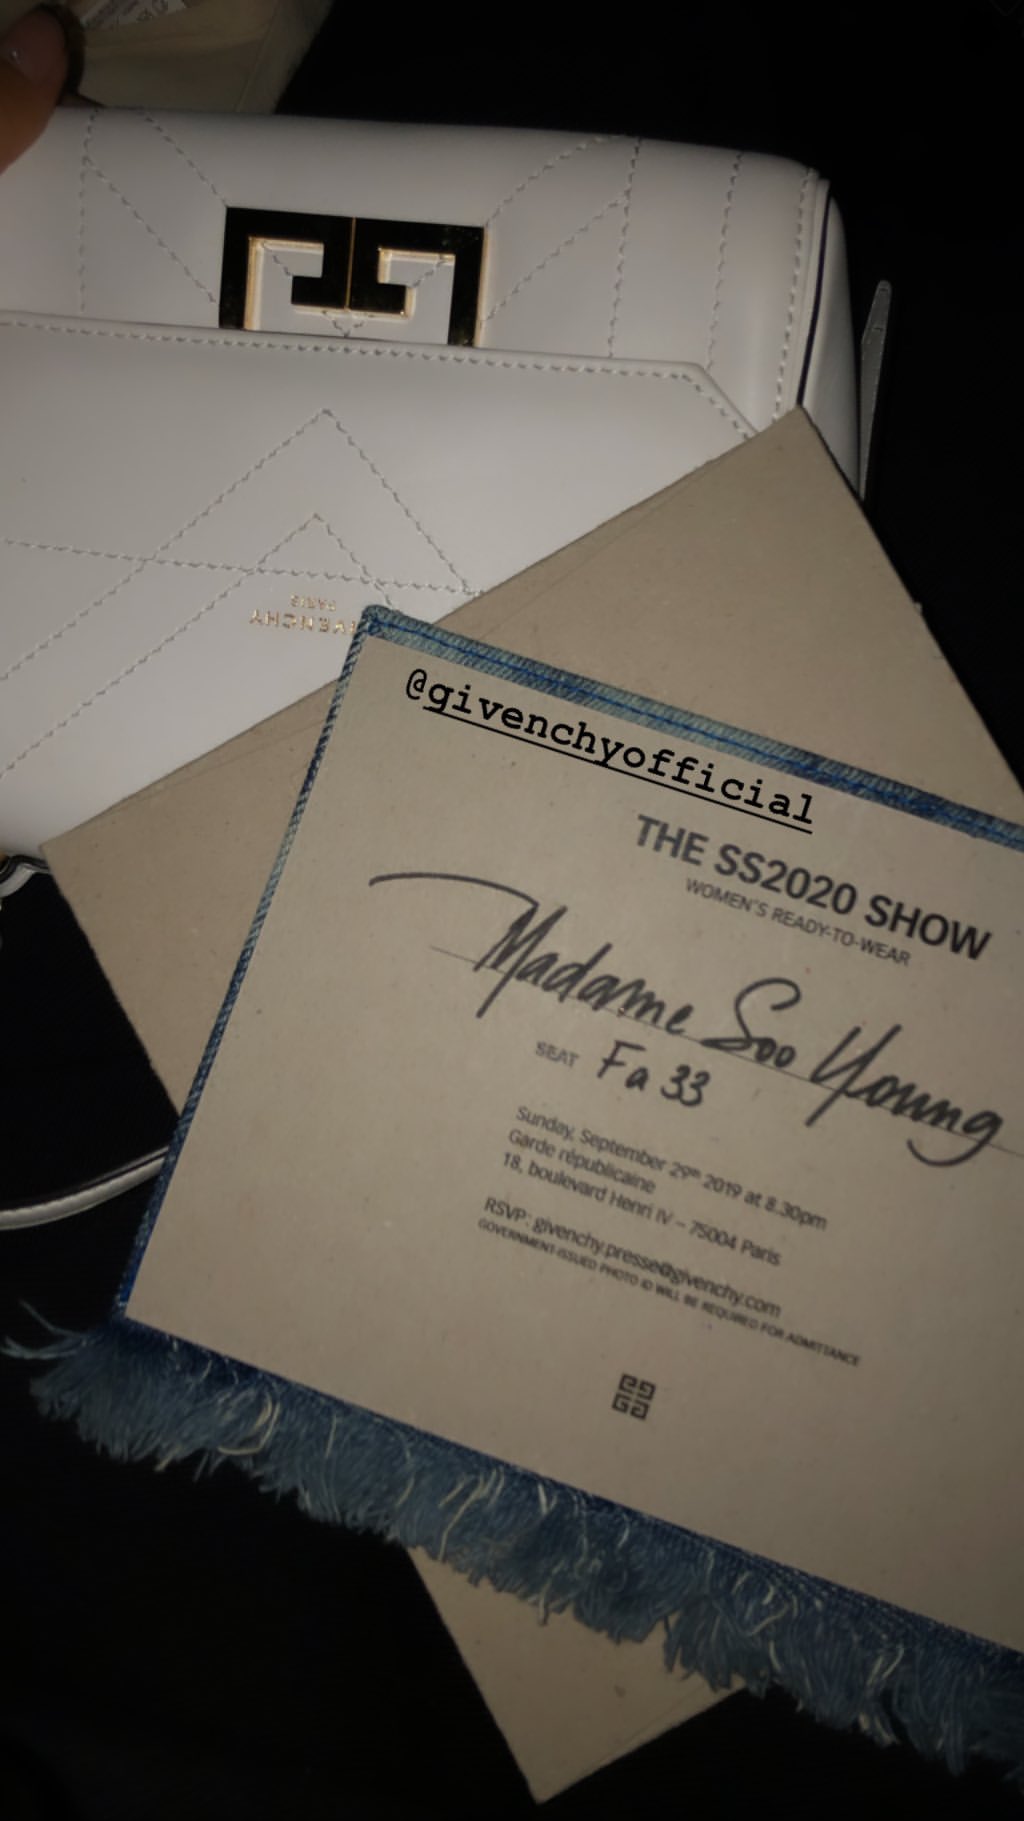 GIVENCHY
PARIS
@givenchyofficial
THE SS2020 SHOW
WOMEN'S READY-TO-WEAR
Madame Soo Young
SEAT Fa 33
Sunday, September 29th 2019 at 8.30pm
Garde républicaine
18, boulevard Henri IV – 75004 Paris
RSVP: givenchy.presse@givenchy.com
GOVERNMENT-ISSUED PHOTO ID WILL BE REQUIRED FOR ADMITTANCE